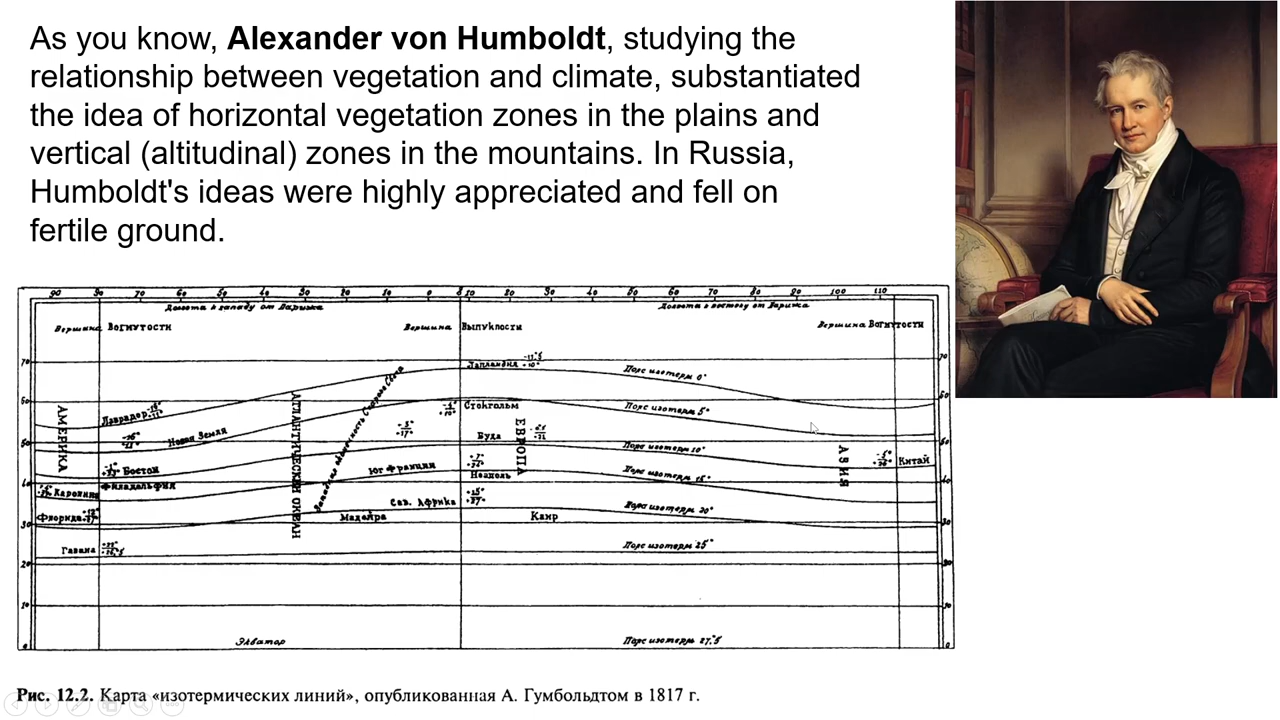 As you know, Alexander von Humboldt, studying the
relationship between vegetation and climate, substantiated
the idea of horizontal vegetation zones in the plains and
vertical (altitudinal) zones in the mountains. In Russia,
Humboldt's ideas were highly appreciated and fell on
fertile ground.
Долгота к западу от Парижа
Долгота к востоку от Парижа
Вершина Вогнутости
Вершина Выпуклости
Вершина Вогнутости
Лапландия
Пояс изотерм 0°
Лабрадор
Стокгольм
Пояс изотерм 5°
АМЕРИКА
АТЛАНТИЧЕСКИЙ ОКЕАН
ЕВРОПА
АЗИЯ
Новая Земля
Буда
Пояс изотерм 10°
Китай
Бостон
Юг Франции
Неаполь
Пояс изотерм 15°
Филадельфия
Каролина
Сев. Африка
Пояс изотерм 20°
Флорида
Мадейра
Каир
Гавана
Пояс изотерм 25°
Экватор
Пояс изотерм 27,5
Рис. 12.2. Карта «изотермических линий», опубликованная А. Гумбольдтом в 1817 г.